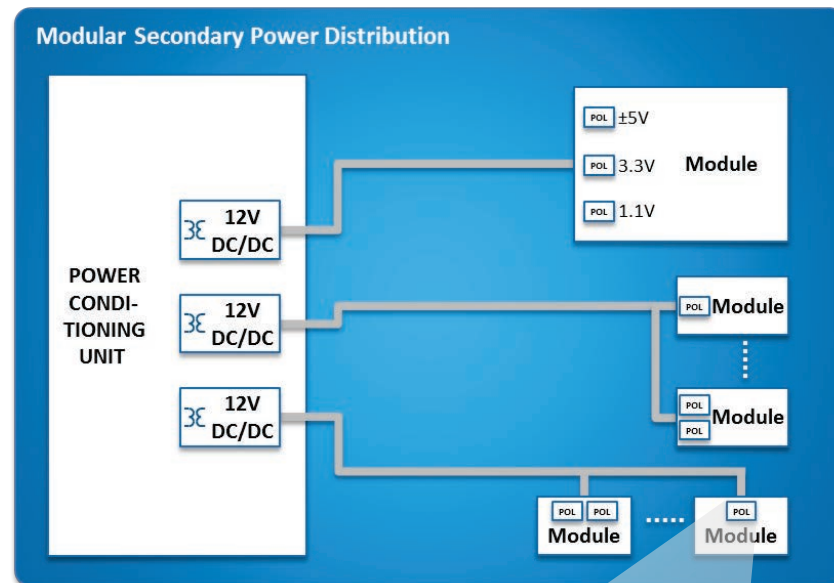 Modular Secondary Power Distribution
POWER
CONDI-
TIONING
UNIT
12V
DC/DC
12V
DC/DC
12V
DC/DC
POL ±5V
POL 3.3V
POL 1.1V
Module
POL Module
POL
POL
Module
POL POL
Module
POL
Module